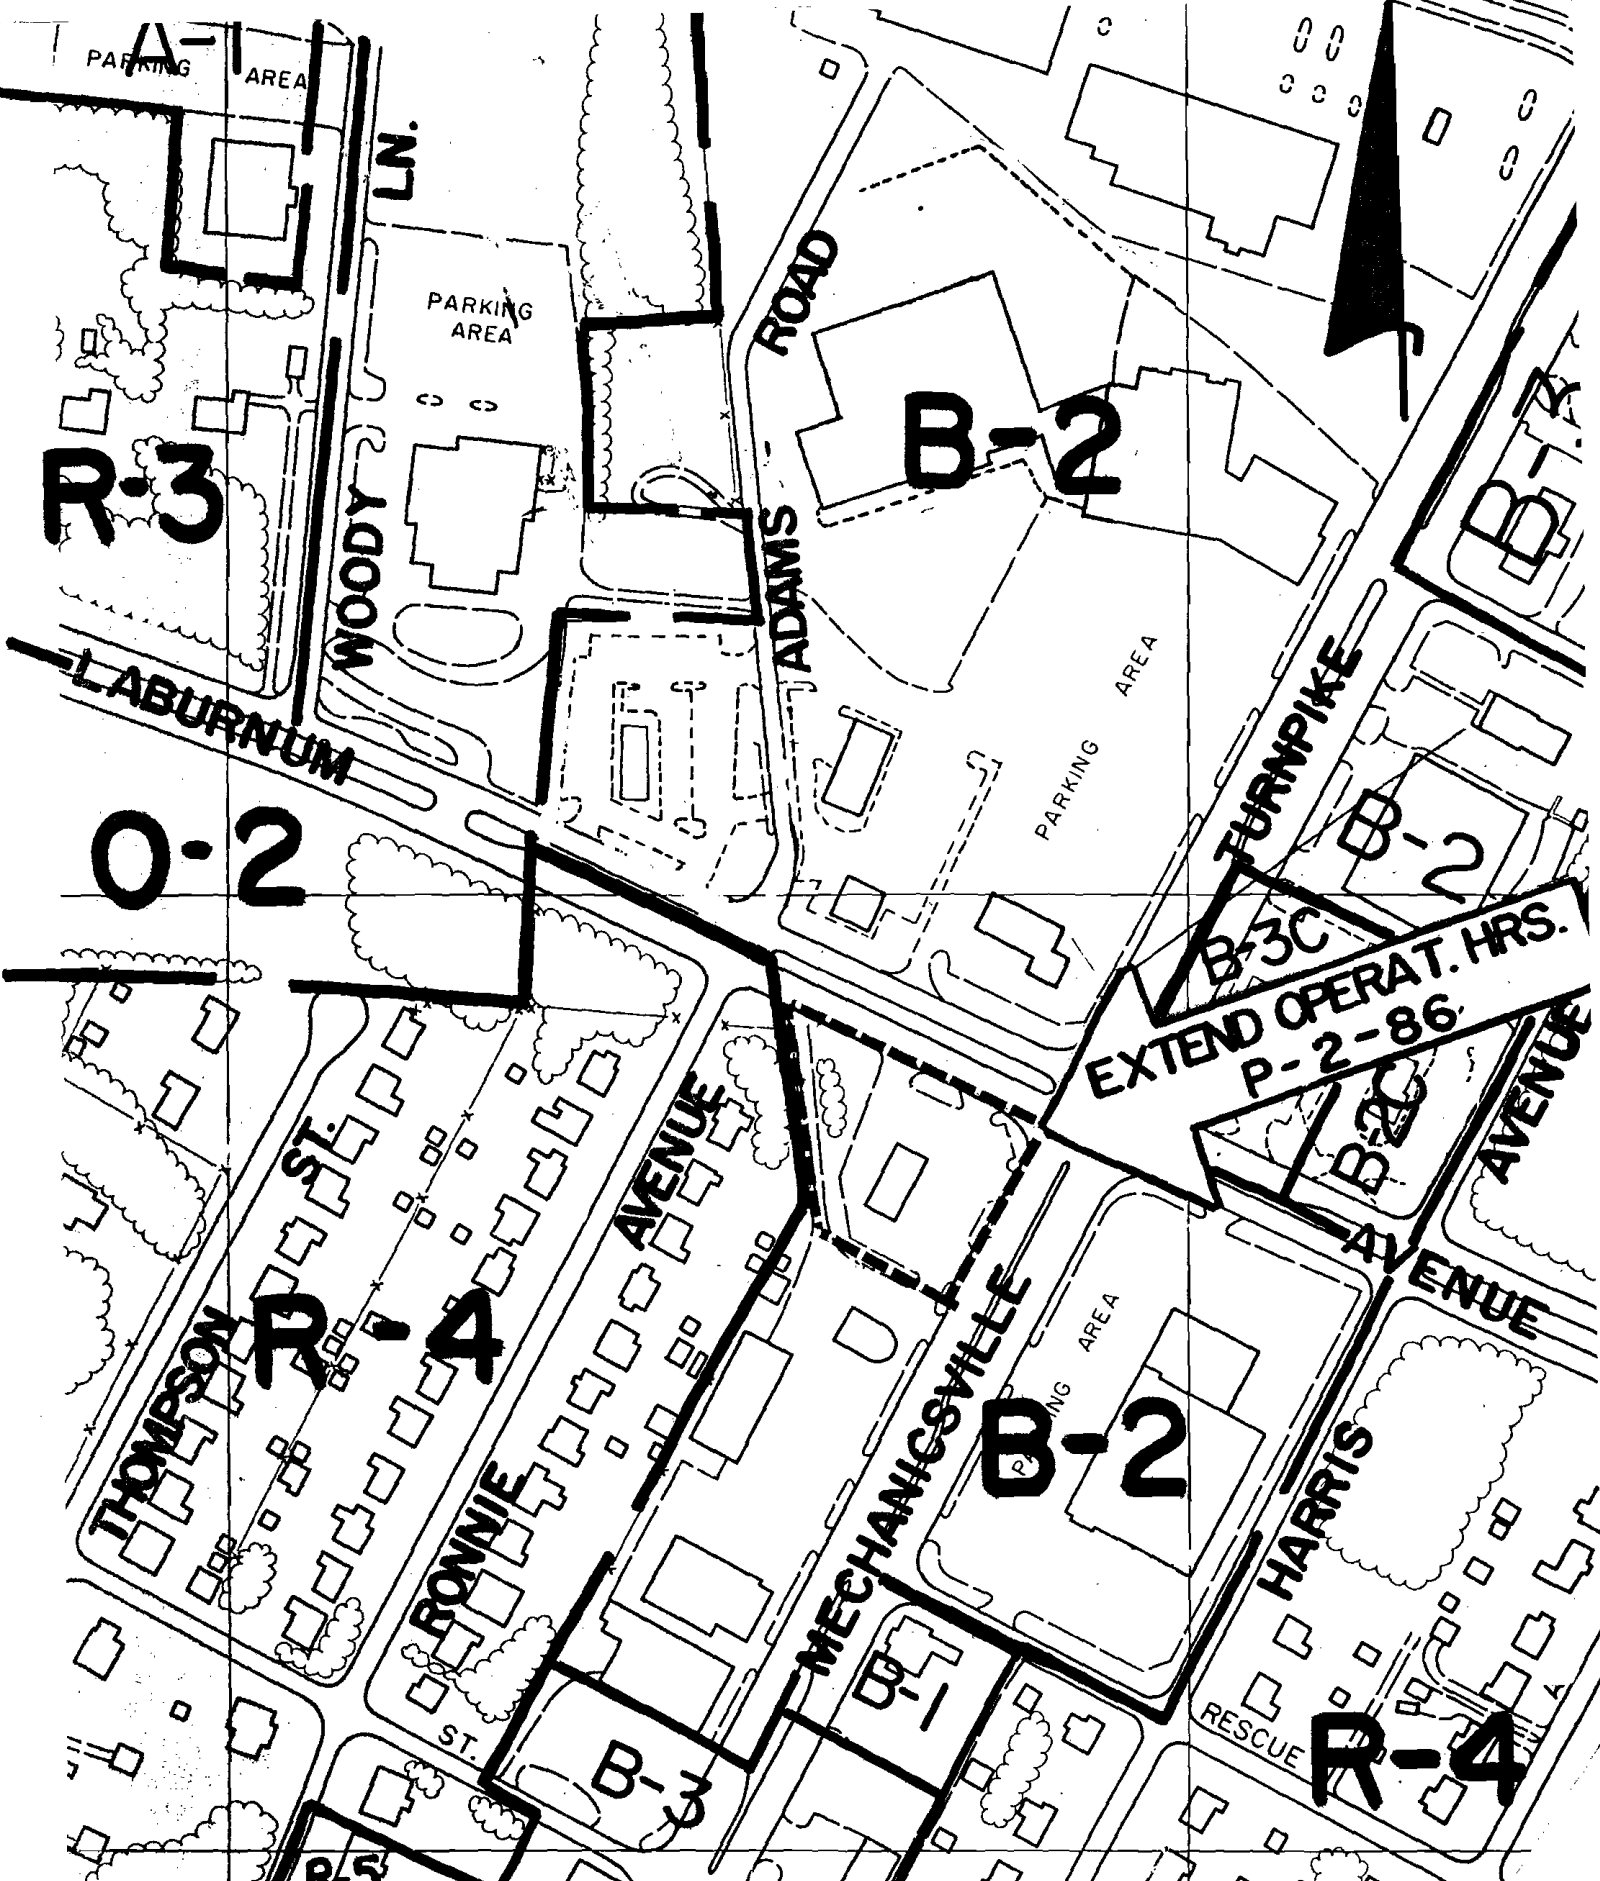 A-1
PARKING AREA
LN.
ROAD
PARKING
AREA
B-2
R-3
WOODY
ADAMS
AREA
PARKING
LABURNUM
TURNPIKE
O-2
B-2
B-3C
EXTEND OPERAT. HRS.
P-2-86
B-2C
AVENUE
ST.
AVENUE
AVENUE
AREA
R-4
THOMPSON
MECHANICSVILLE
B-2
HARRIS
RONNIE
B-1
RESCUE
R-4
ST.
B-3
R-5